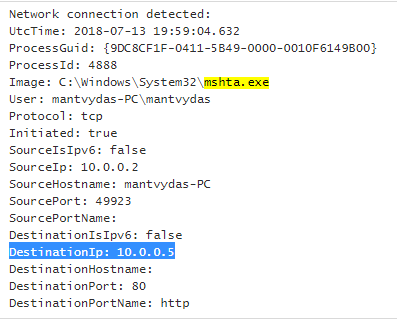 Network connection detected:
UtcTime: 2018-07-13 19:59:04.632
ProcessGuid: {9DC8CF1F-0411-5B49-0000-0010F6149B00}
ProcessId: 4888
Image: C:\Windows\System32\mshta.exe
User: mantvydas-PC\mantvydas
Protocol: tcp
Initiated: true
SourceIsIpv6: false
SourceIp: 10.0.0.2
SourceHostname: mantvydas-PC
SourcePort: 49923
SourcePortName:
DestinationIsIpv6: false
DestinationIp: 10.0.0.5
DestinationHostname:
DestinationPort: 80
DestinationPortName: http